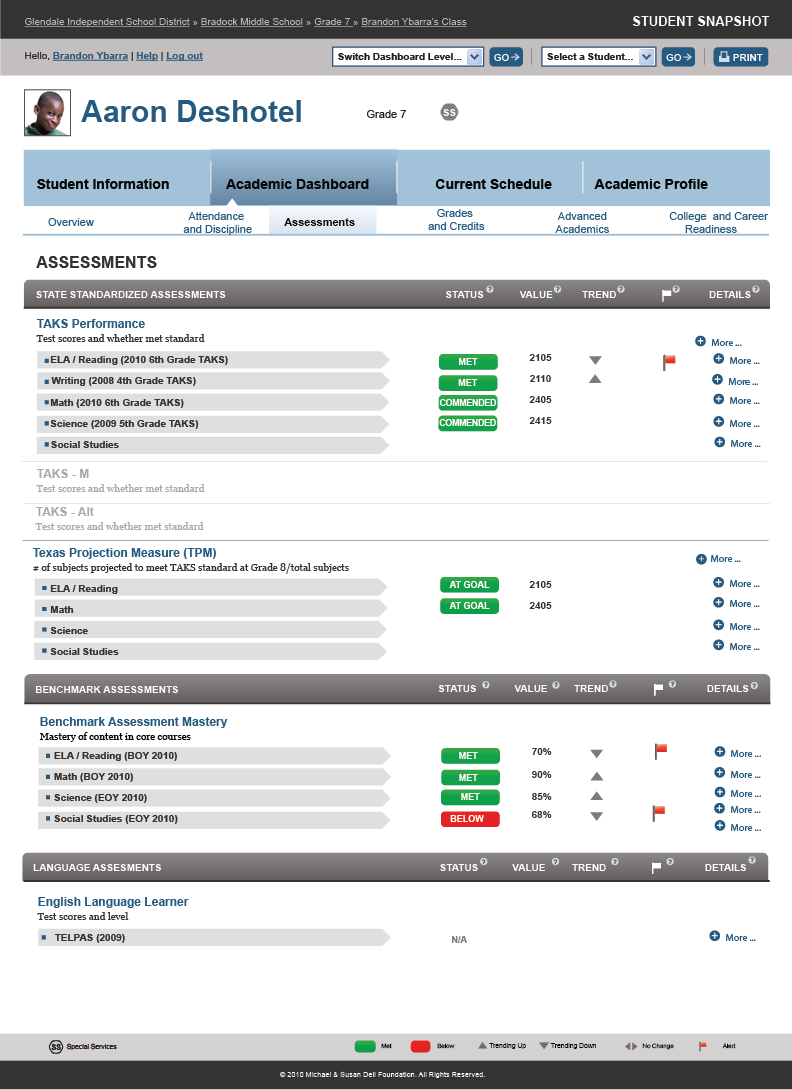 Glendale Independent School District » Bradock Middle School » Grade 7 » Brandon Ybarra's Class
STUDENT SNAPSHOT
Hello, Brandon Ybarra | Help | Log out
Switch Dashboard Level... GO Select a Student... GO PRINT
Aaron Deshotel Grade 7 SS
Student Information Academic Dashboard Current Schedule Academic Profile
Overview Attendance and Discipline Assessments Grades and Credits Advanced Academics College and Career Readiness
ASSESSMENTS
STATE STANDARDIZED ASSESSMENTS STATUS ? VALUE ? TREND ? ? DETAILS ?
TAKS Performance
Test scores and whether met standard More ...
ELA / Reading (2010 6th Grade TAKS) MET 2105 More ...
Writing (2008 4th Grade TAKS) MET 2110 More ...
Math (2010 6th Grade TAKS) COMMENDED 2405 More ...
Science (2009 5th Grade TAKS) COMMENDED 2415 More ...
Social Studies More ...
TAKS - M
Test scores and whether met standard
TAKS - Alt
Test scores and whether met standard
Texas Projection Measure (TPM) More ...
# of subjects projected to meet TAKS standard at Grade 8/total subjects
ELA / Reading AT GOAL 2105 More ...
Math AT GOAL 2405 More ...
Science More ...
Social Studies More ...
BENCHMARK ASSESSMENTS STATUS ? VALUE ? TREND ? ? DETAILS ?
Benchmark Assessment Mastery
Mastery of content in core courses
ELA / Reading (BOY 2010) MET 70% More ...
Math (BOY 2010) MET 90% More ...
Science (EOY 2010) MET 85% More ...
More ...
Social Studies (EOY 2010) BELOW 68% More ...
LANGUAGE ASSESMENTS STATUS ? VALUE ? TREND ? ? DETAILS ?
English Language Learner
Test scores and level
TELPAS (2009) N/A More ...
SS Special Services Met Below Trending Up Trending Down No Change Alert
© 2010 Michael & Susan Dell Foundation. All Rights Reserved.